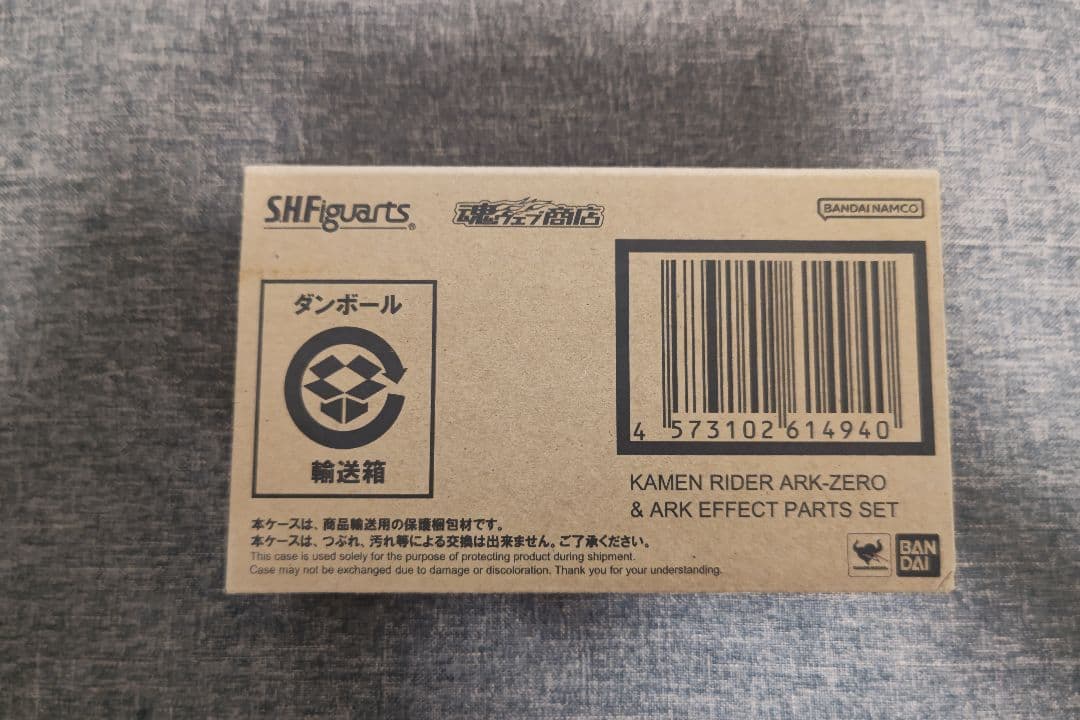 S.H.Figuarts
魂ウェブ商店
BANDAI NAMCO
ダンボール
輸送箱
4 573102 614940
KAMEN RIDER ARK-ZERO
& ARK EFFECT PARTS SET
本ケースは、商品輸送用の保護梱包材です。
本ケースは、つぶれ、汚れ等による交換は出来ません。ご了承ください。
This case is used solely for the purpose of protecting product during shipment.
Case may not be exchanged due to damage or discoloration. Thank you for your understanding.
BAN
DAI